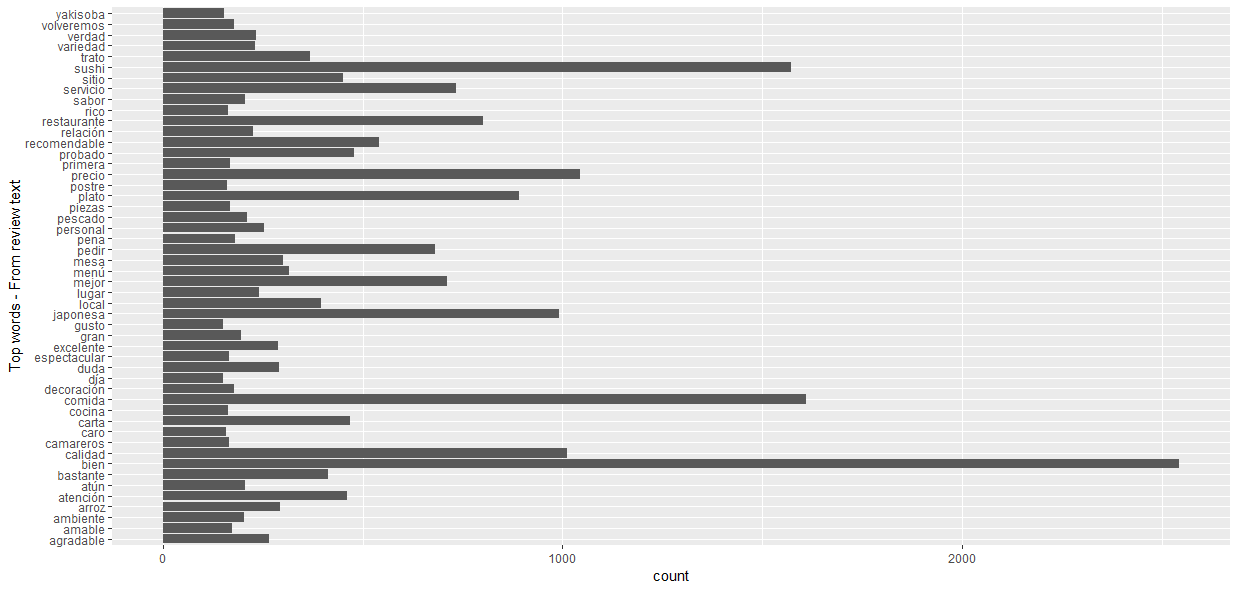 yakisoba
volveremos
verdad
variedad
trato
sushi
sitio
servicio
sabor
rico
restaurante
relación
recomendable
probado
primera
precio
postre
plato
piezas
pescado
personal
pena
pedir
mesa
menú
mejor
lugar
local
japonesa
gusto
gran
excelente
espectacular
duda
día
decoración
comida
cocina
carta
caro
camareros
calidad
bien
bastante
atún
atención
arroz
ambiente
amable
agradable
Top words - From review text
0 1000 2000
count